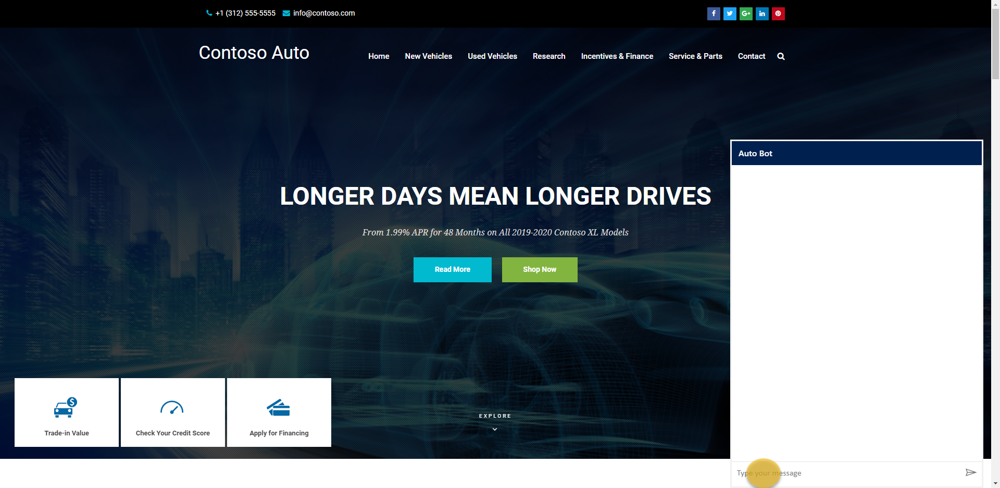 +1 (312) 555-5555 info@contoso.com
Contoso Auto
Home New Vehicles Used Vehicles Research Incentives & Finance Service & Parts Contact
Auto Bot
LONGER DAYS MEAN LONGER DRIVES
From 1.99% APR for 48 Months on All 2019-2020 Contoso XL Models
Read More Shop Now
EXPLORE
Trade-in Value Check Your Credit Score Apply for Financing
Type your message